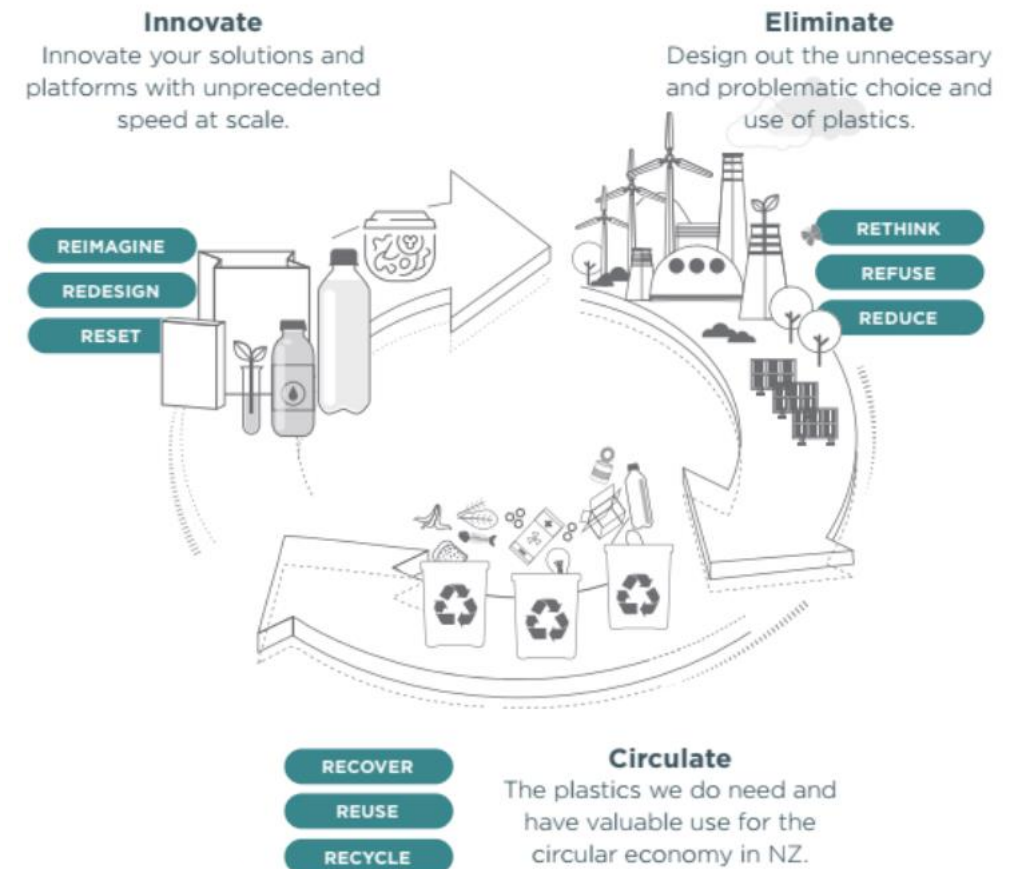 Innovate
Innovate your solutions and
platforms with unprecedented
speed at scale.
Eliminate
Design out the unnecessary
and problematic choice and
use of plastics.
REIMAGINE
REDESIGN
RESET
RETHINK
REFUSE
REDUCE
RECOVER
REUSE
RECYCLE
Circulate
The plastics we do need and
have valuable use for the
circular economy in NZ.